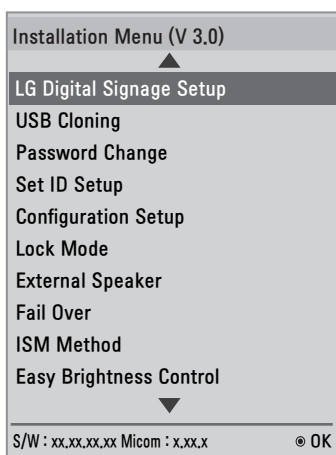 Installation Menu (V 3.0)
LG Digital Signage Setup
USB Cloning
Password Change
Set ID Setup
Configuration Setup
Lock Mode
External Speaker
Fail Over
ISM Method
Easy Brightness Control
S/W : xx.xx.xx.xx Micom : x.xx.x ◉ OK